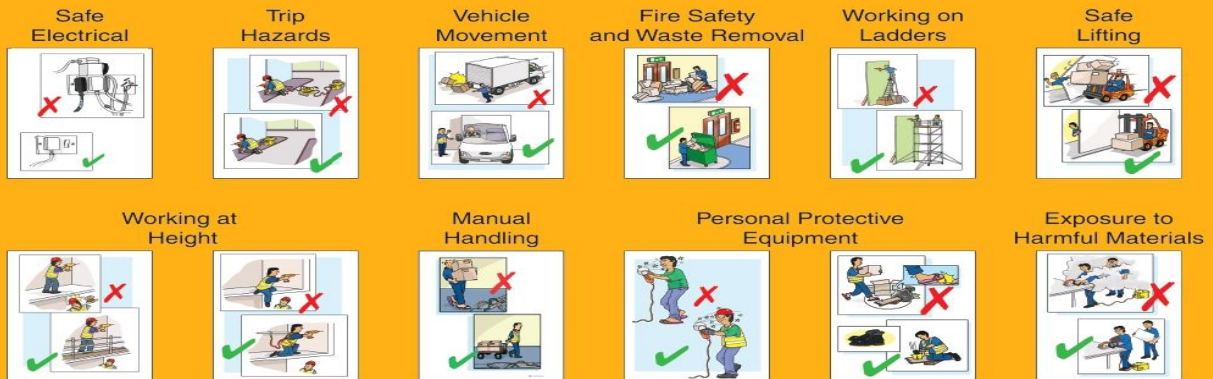 Safe
Electrical
Trip
Hazards
Vehicle
Movement
Fire Safety
and Waste Removal
Working on
Ladders
Safe
Lifting
Working at
Height
Manual
Handling
Personal Protective
Equipment
Exposure to
Harmful Materials